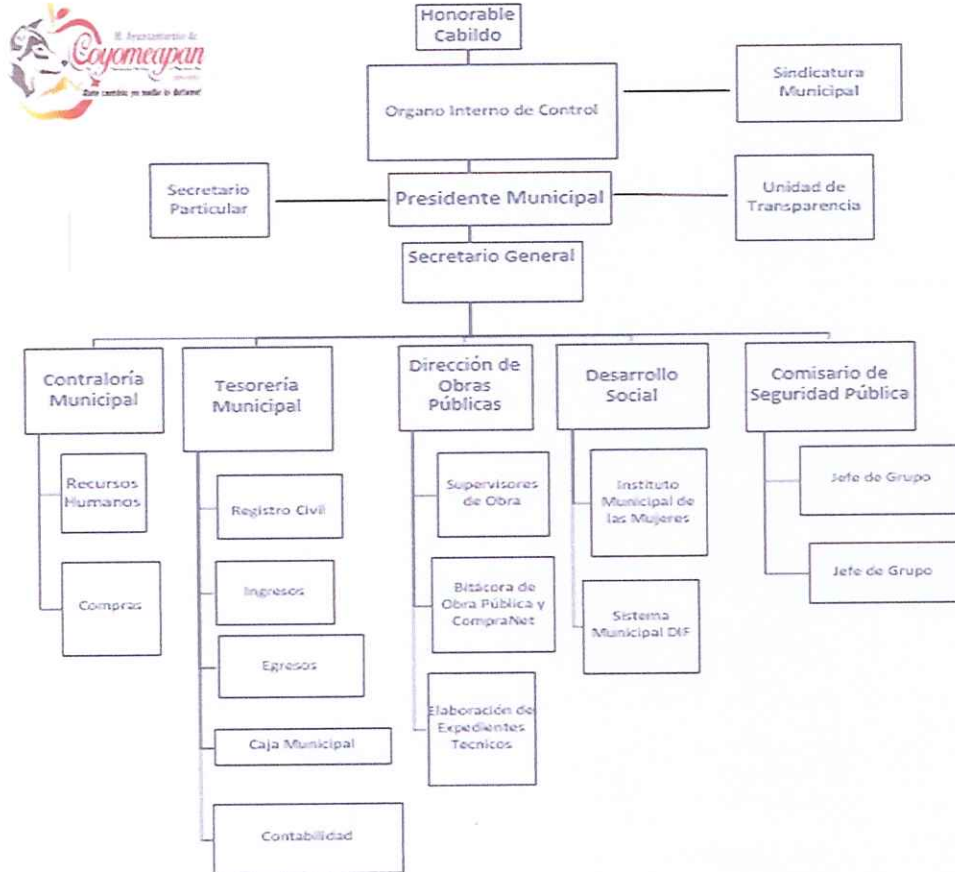 H. Ayuntamiento de
Coyomeapan
Honorable
Cabildo
Organo Interno de Control
Sindicatura
Municipal
Secretario
Particular
Presidente Municipal
Unidad de
Transparencia
Secretario General
Contraloría
Municipal
Recursos
Humanos
Compras
Tesorería
Municipal
Registro Civil
Ingresos
Egresos
Caja Municipal
Contabilidad
Dirección de
Obras
Públicas
Supervisores
de Obra
Bitácora de
Obra Pública y
CompraNet
Elaboración de
Expedientes
Tecnicos
Desarrollo
Social
Instituto
Municipal de
las Mujeres
Sistema
Municipal DIF
Comisario de
Seguridad Pública
Jefe de Grupo
Jefe de Grupo